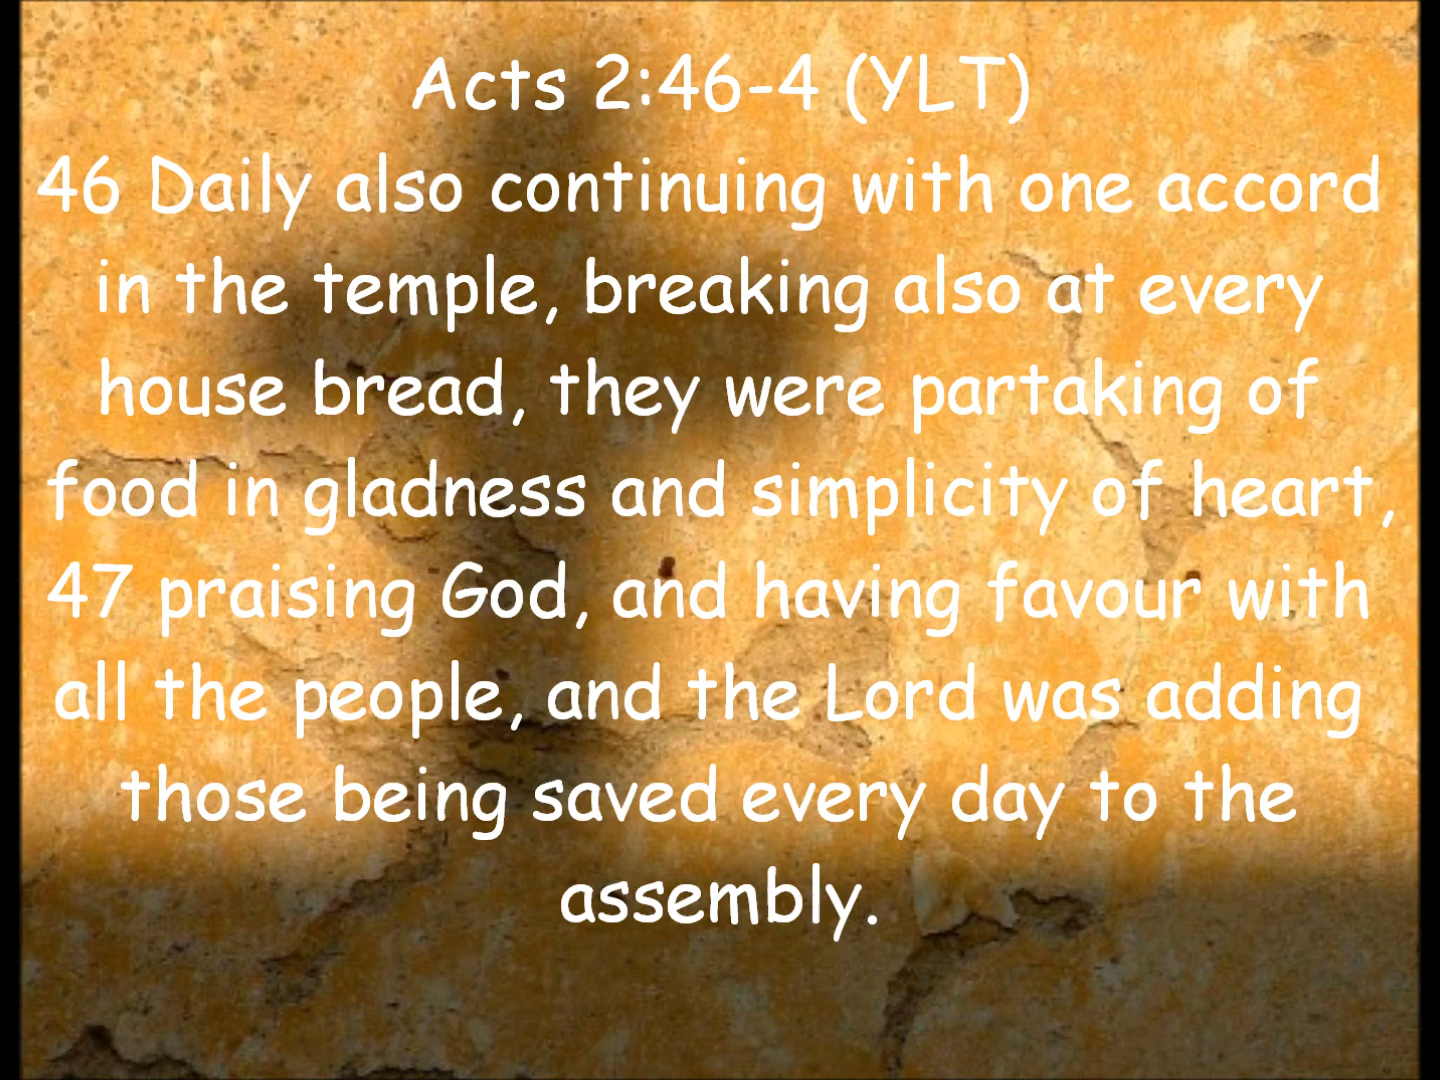 Acts 2:46-4 (YLT)
46 Daily also continuing with one accord
in the temple, breaking also at every
house bread, they were partaking of
food in gladness and simplicity of heart,
47 praising God, and having favour with
all the people, and the Lord was adding
those being saved every day to the
assembly.